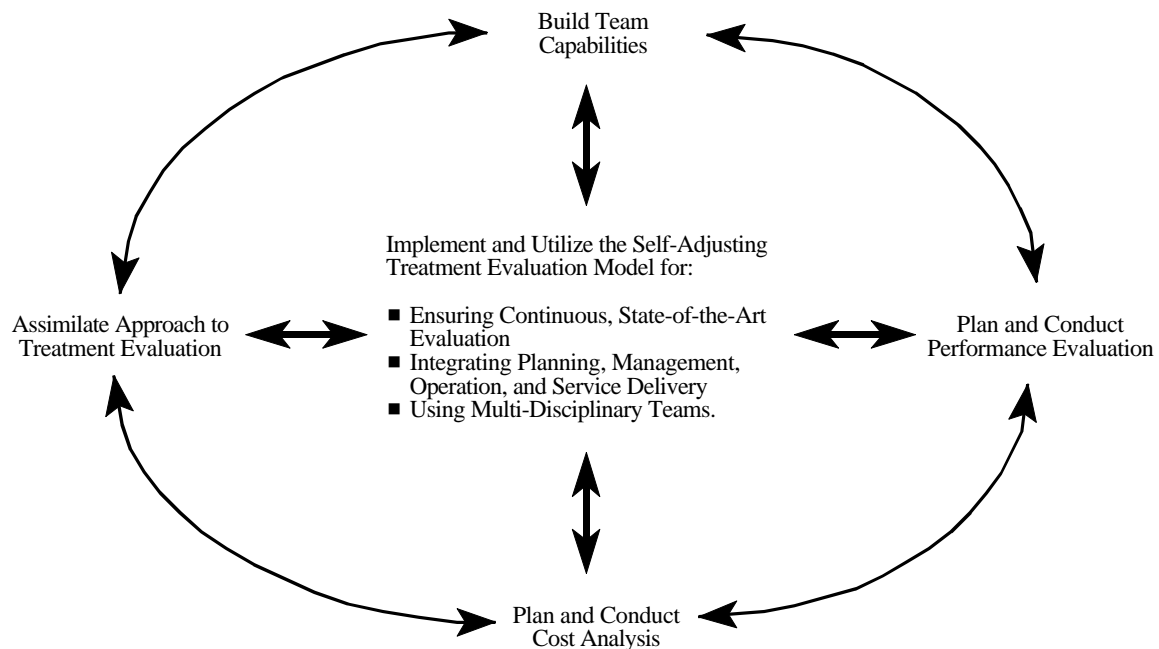 Build Team
Capabilities
Implement and Utilize the Self-Adjusting
Treatment Evaluation Model for:
■ Ensuring Continuous, State-of-the-Art
Evaluation
■ Integrating Planning, Management,
Operation, and Service Delivery
■ Using Multi-Disciplinary Teams.
Assimilate Approach to
Treatment Evaluation
Plan and Conduct
Performance Evaluation
Plan and Conduct
Cost Analysis